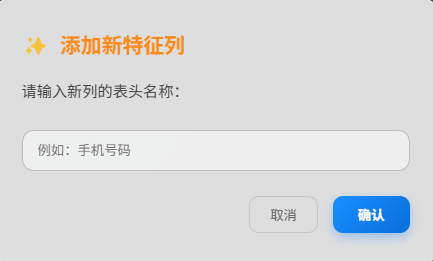 添加新特征列
请输入新列的表头名称：
例如：手机号码
取消
确认